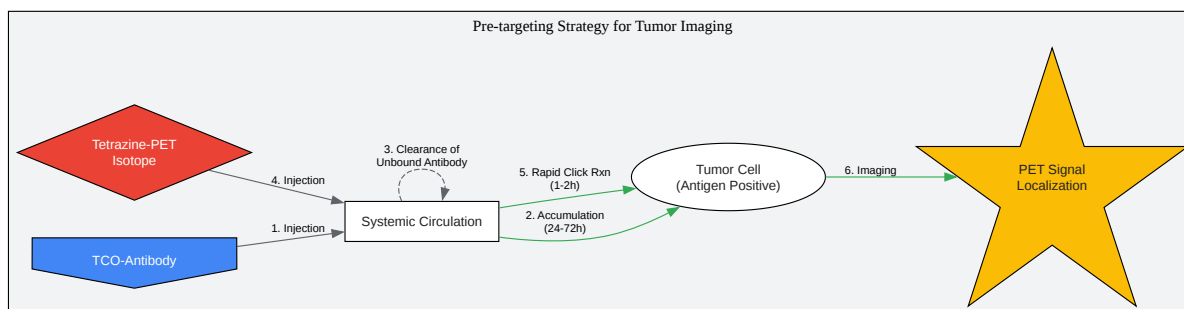 Pre-targeting Strategy for Tumor Imaging
Tetrazine-PET
Isotope
4. Injection
TCO-Antibody
1. Injection
3. Clearance of
Unbound Antibody
Systemic Circulation
5. Rapid Click Rxn
(1-2h)
2. Accumulation
(24-72h)
Tumor Cell
(Antigen Positive)
6. Imaging
PET Signal
Localization